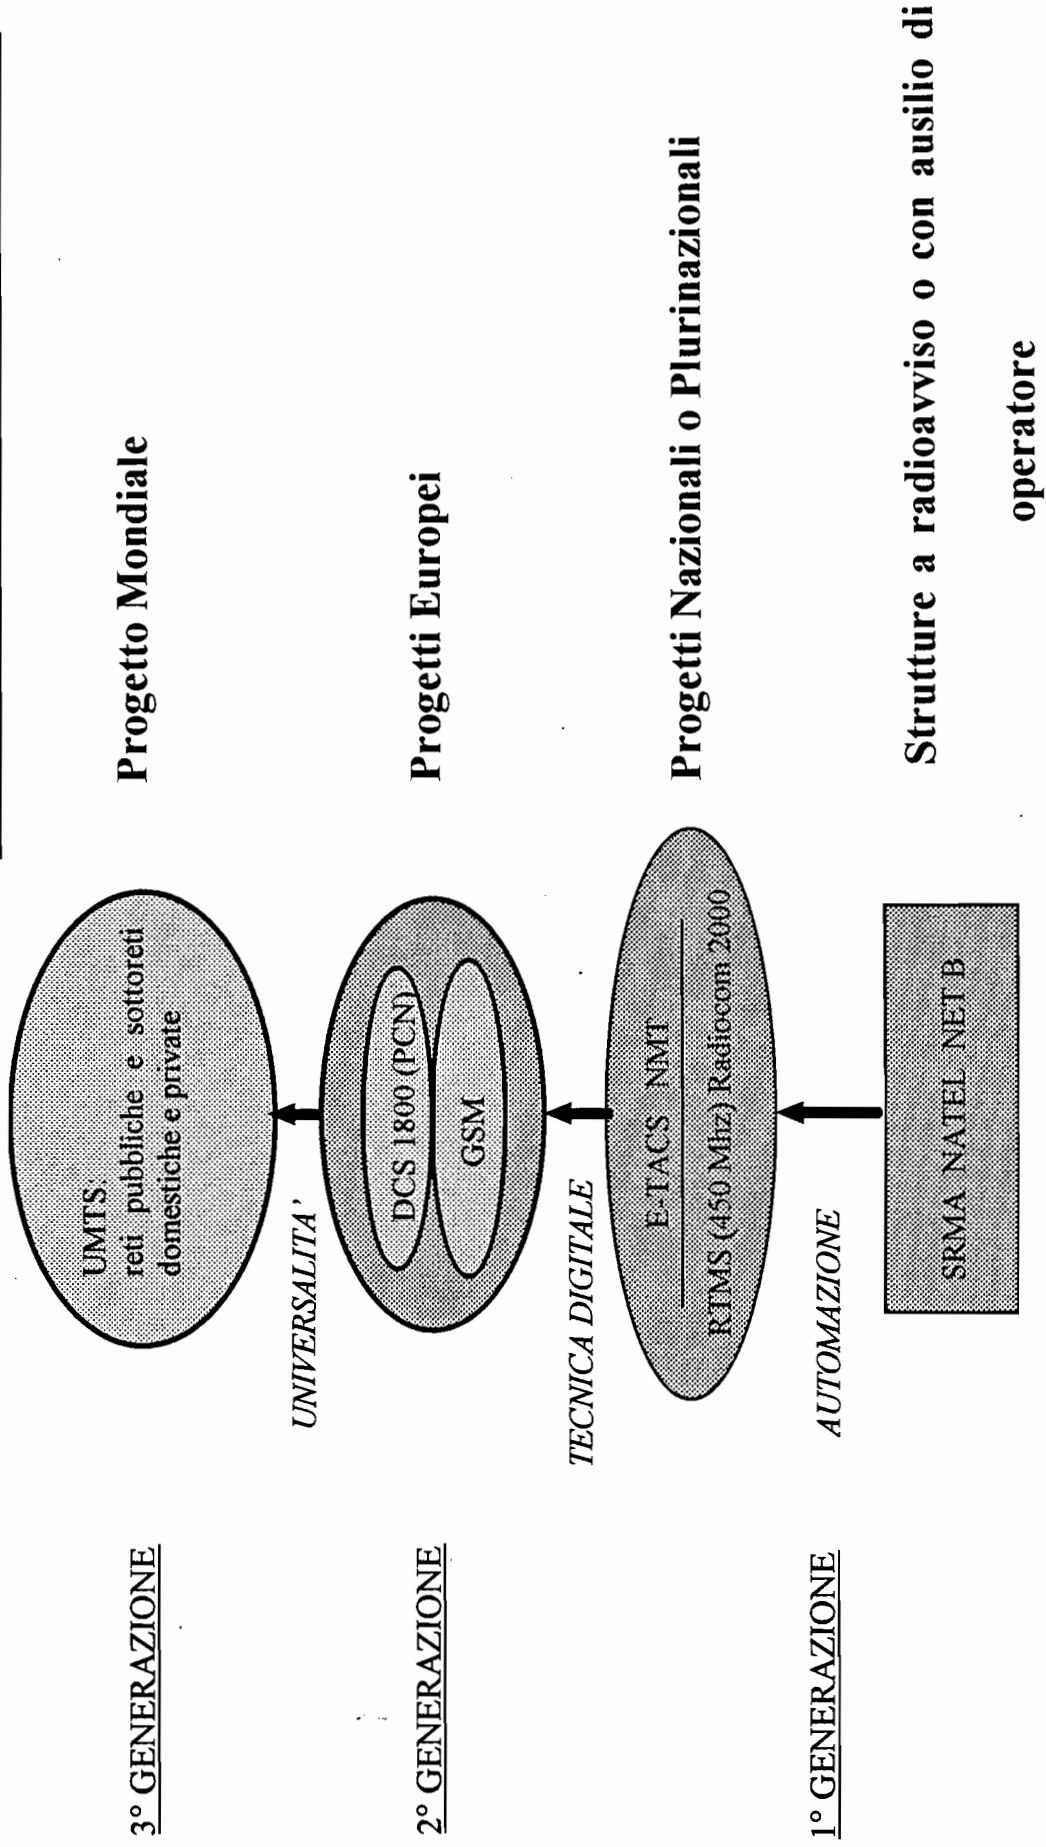 3° GENERAZIONE
UMTS:
reti pubbliche e sottoreti
domestiche e private
Progetto Mondiale
UNIVERSALITA'
2° GENERAZIONE
DCS 1800 (PCN)
GSM
Progetti Europei
TECNICA DIGITALE
E-TACS NMT
RTMS (450 Mhz) Radiocom 2000
Progetti Nazionali o Plurinazionali
1° GENERAZIONE
AUTOMAZIONE
SRMA NATEL NET B
Strutture a radioavviso o con ausilio di
operatore